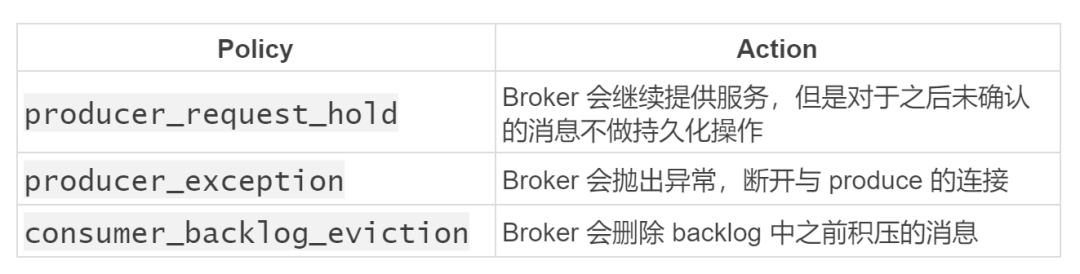 Policy Action
producer_request_hold Broker 会继续提供服务，但是对于之后未确认
的消息不做持久化操作
producer_exception Broker 会抛出异常，断开与 produce 的连接
consumer_backlog_eviction Broker 会删除 backlog 中之前积压的消息